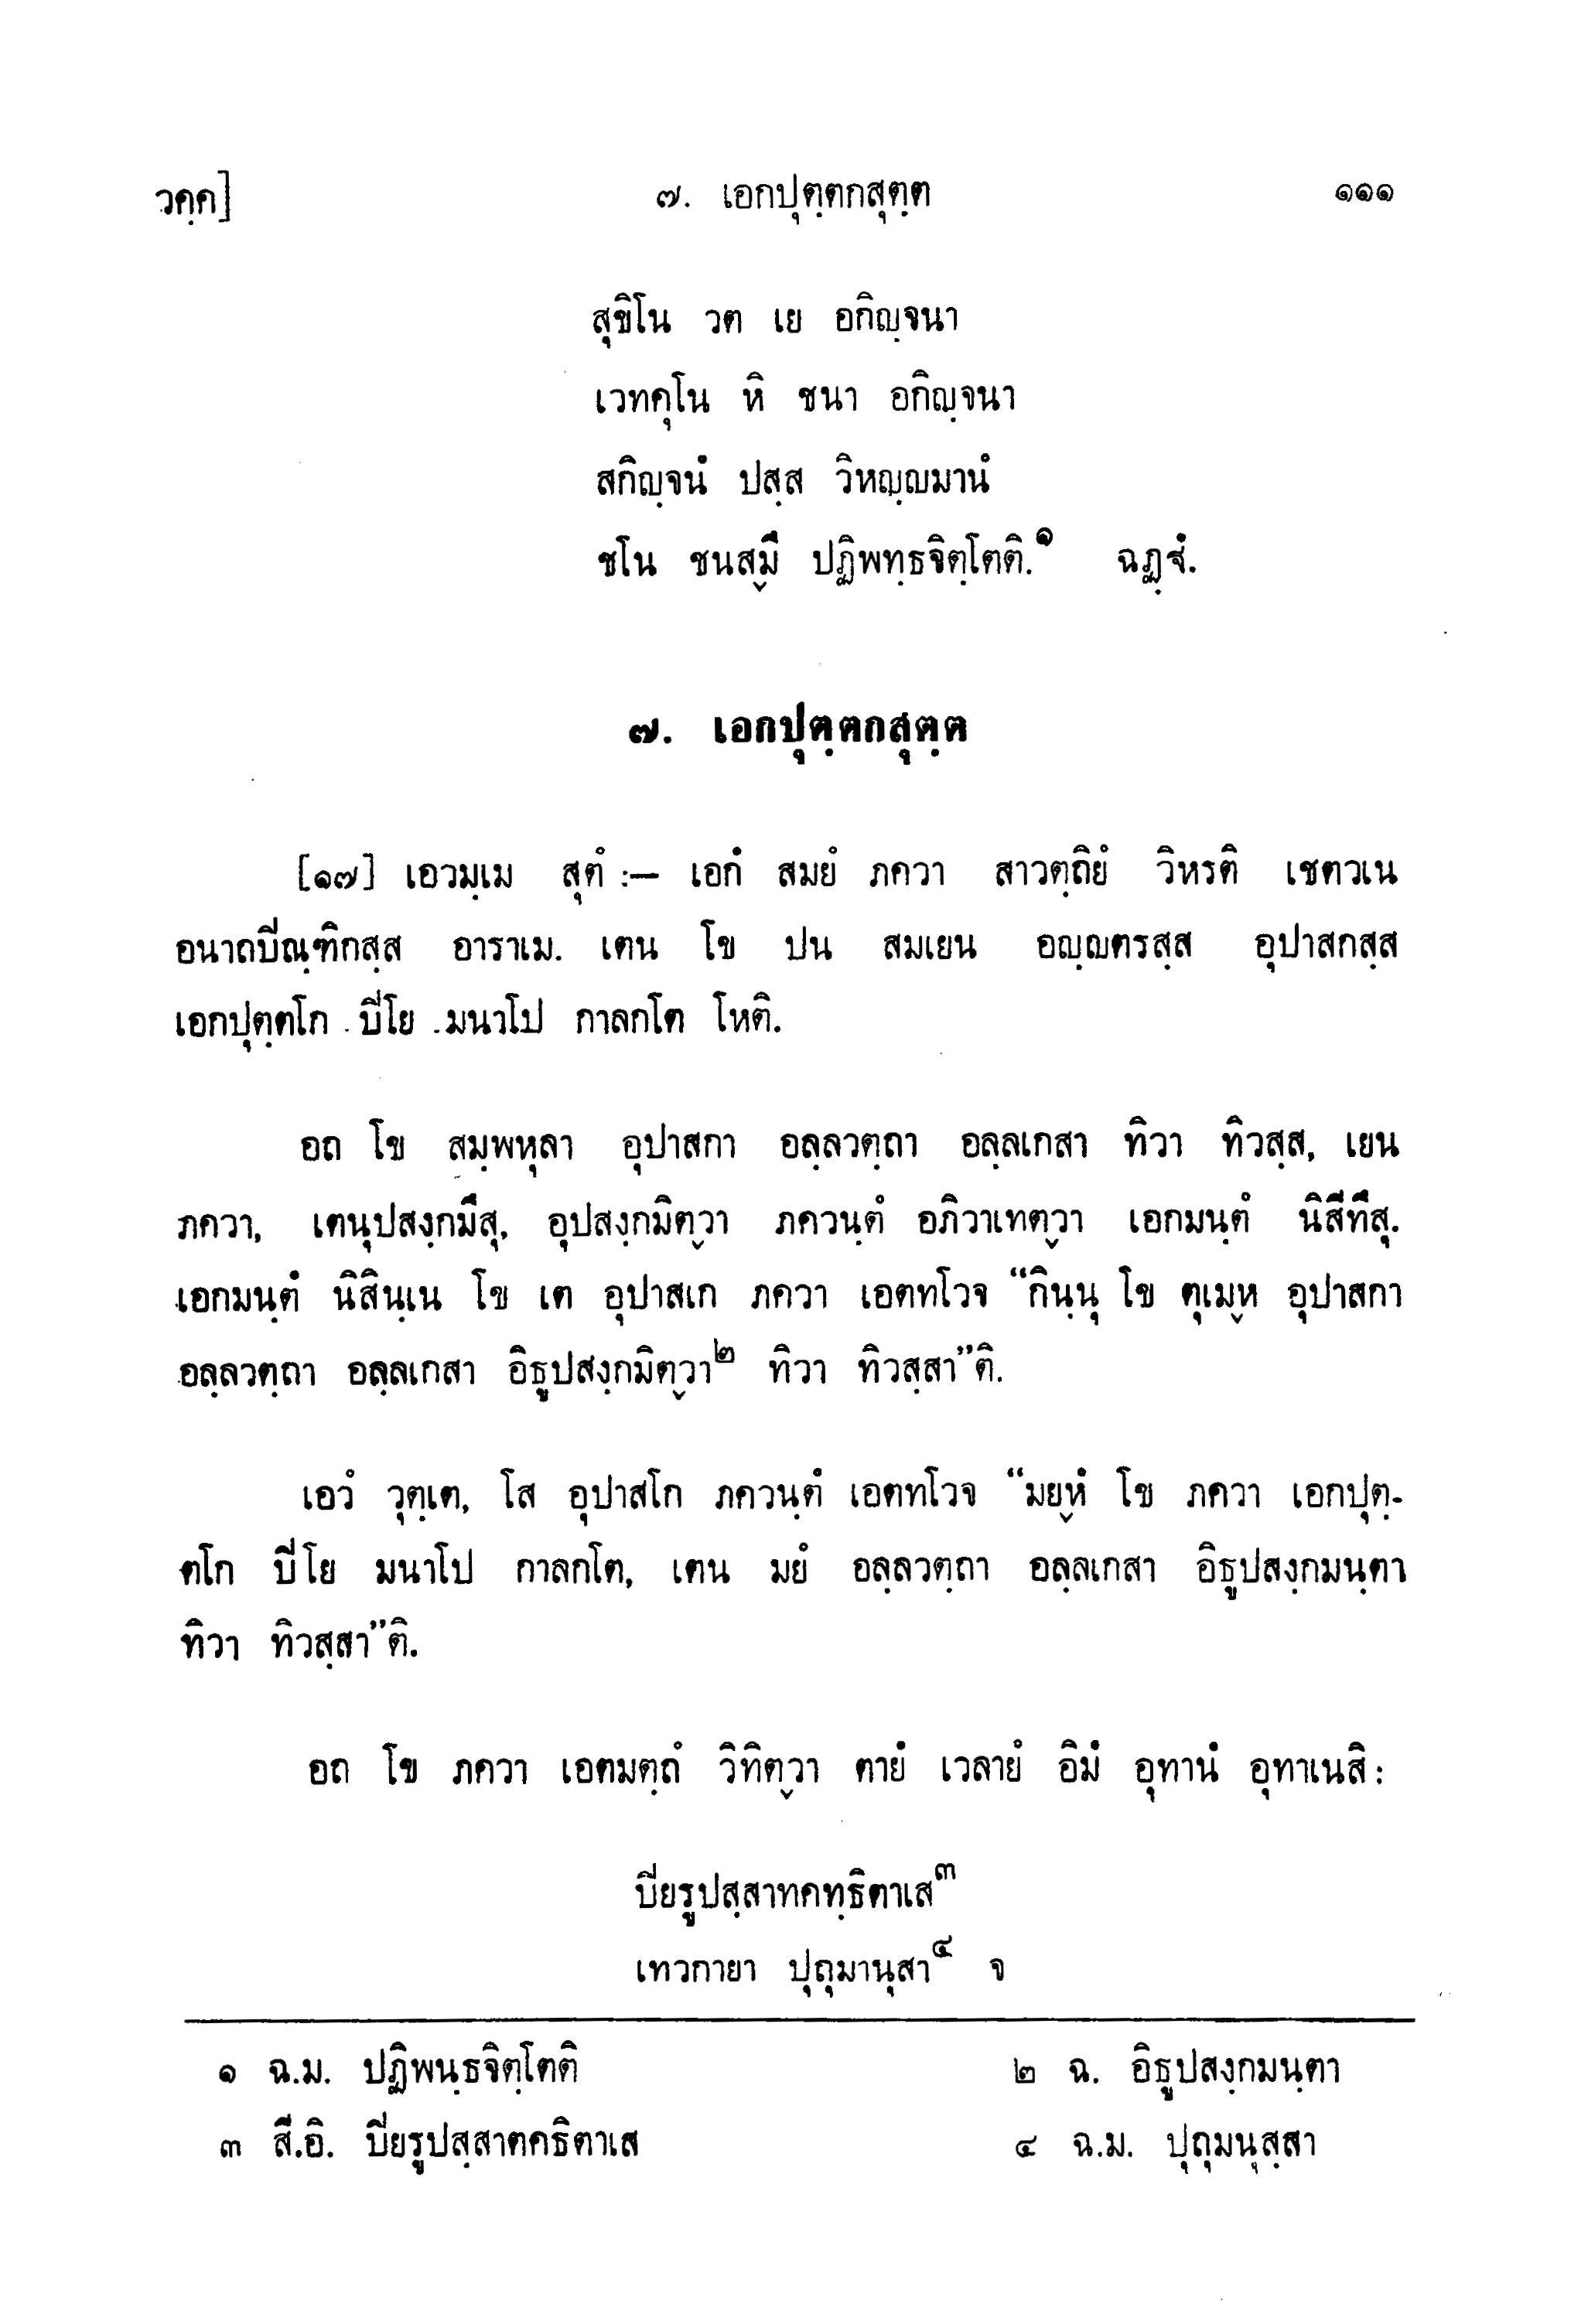 วคฺค]
๗. เอกปุตฺตกสุตฺต
๑๑๑
สุขิโน วต เย อกิญฺจนา
เวทคุโน หิ ชนา อกิญฺจนา
สกิญฺจนํ ปสฺส วิหญฺญมานํ
ชโน ชนสฺมึ ปฏิพทฺธจิตฺโตติ.๑ ฉฏฺฐํ.
๗. เอกปุตฺตกสุตฺต
[๑๗] เอวมฺเม สุตํ :— เอกํ สมยํ ภควา สาวตฺถิยํ วิหรติ เชตวเน
อนาถปิณฺฑิกสฺส อาราเม. เตน โข ปน สมเยน อญฺญตรสฺส อุปาสกสฺส
เอกปุตฺตโก ปิโย มนาโป กาลกโต โหติ.
อถ โข สมฺพหุลา อุปาสกา อลฺลวตฺถา อลฺลเกสา ทิวา ทิวสฺส, เยน
ภควา, เตนุปสงฺกมึสุ, อุปสงฺกมิตฺวา ภควนฺตํ อภิวาเทตฺวา เอกมนฺตํ นิสีทึสุ.
เอกมนฺตํ นิสินฺเน โข เต อุปาสเก ภควา เอตทโวจ “กินฺนุ โข ตุเมฺห อุปาสกา
อลฺลวตฺถา อลฺลเกสา อิธูปสงฺกมิตฺวา๒ ทิวา ทิวสฺสา”ติ.
เอวํ วุตฺเต, โส อุปาสโก ภควนฺตํ เอตทโวจ “มยฺหํ โข ภควา เอกปุตฺ-
ตโก ปิโย มนาโป กาลกโต, เตน มยํ อลฺลวตฺถา อลฺลเกสา อิธูปสงฺกมนฺตา
ทิวา ทิวสฺสา”ติ.
อถ โข ภควา เอตมตฺถํ วิทิตฺวา ตายํ เวลายํ อิมํ อุทานํ อุทาเนสิ:
ปิยรูปสฺสาทคทฺธิตาเส๓
เทวกายา ปุถุมานุสา๔ จ
๑ ฉ.ม. ปฏิพนฺธจิตฺโตติ
๒ ฉ. อิธูปสงฺกมนฺตา
๓ สี.อิ. ปิยรูปสฺสาตคธิตาเส
๔ ฉ.ม. ปุถุมนุสฺสา